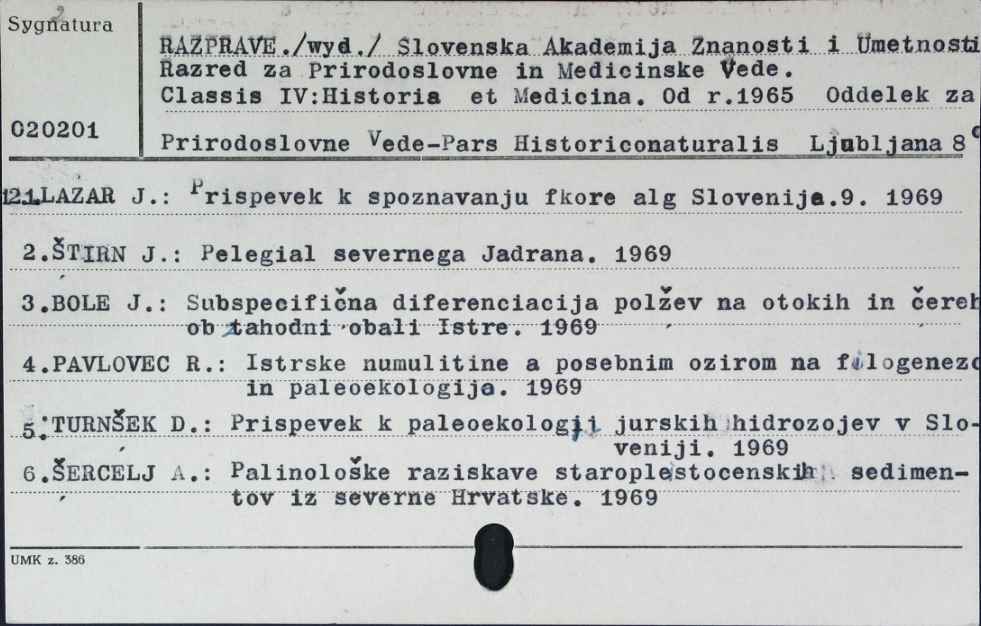 Sygnatura
RAZPRAVE./wyd./ Slovenska Akademija Znanosti i Umetnosti
Razred za Prirodoslovne in Medicinske Vede.
Classis IV:Historia et Medicina. Od r.1965 Oddelek za
020201
Prirodoslovne Vede-Pars Historiconaturalis Ljubljana 8°
12.1.LAZAR J.: Prispevek k spoznavanju fkore alg Slovenije.9. 1969
2.ŠTIRN J.: Pelegial severnega Jadrana. 1969
3.BOLE J.: Subspecifična diferenciacija polžev na otokih in čereh
ob zahodni obali Istre. 1969
4.PAVLOVEC R.: Istrske numulitine a posebnim ozirom na filogenezo
in paleoekologijo. 1969
5.TURNŠEK D.: Prispevek k paleoekologji jurskih hidrozojev v Slo-
veniji. 1969
6.ŠERCELJ A.: Palinološke raziskave staroplestocenskih sedimen-
tov iz severne Hrvatske. 1969
UMK z. 386